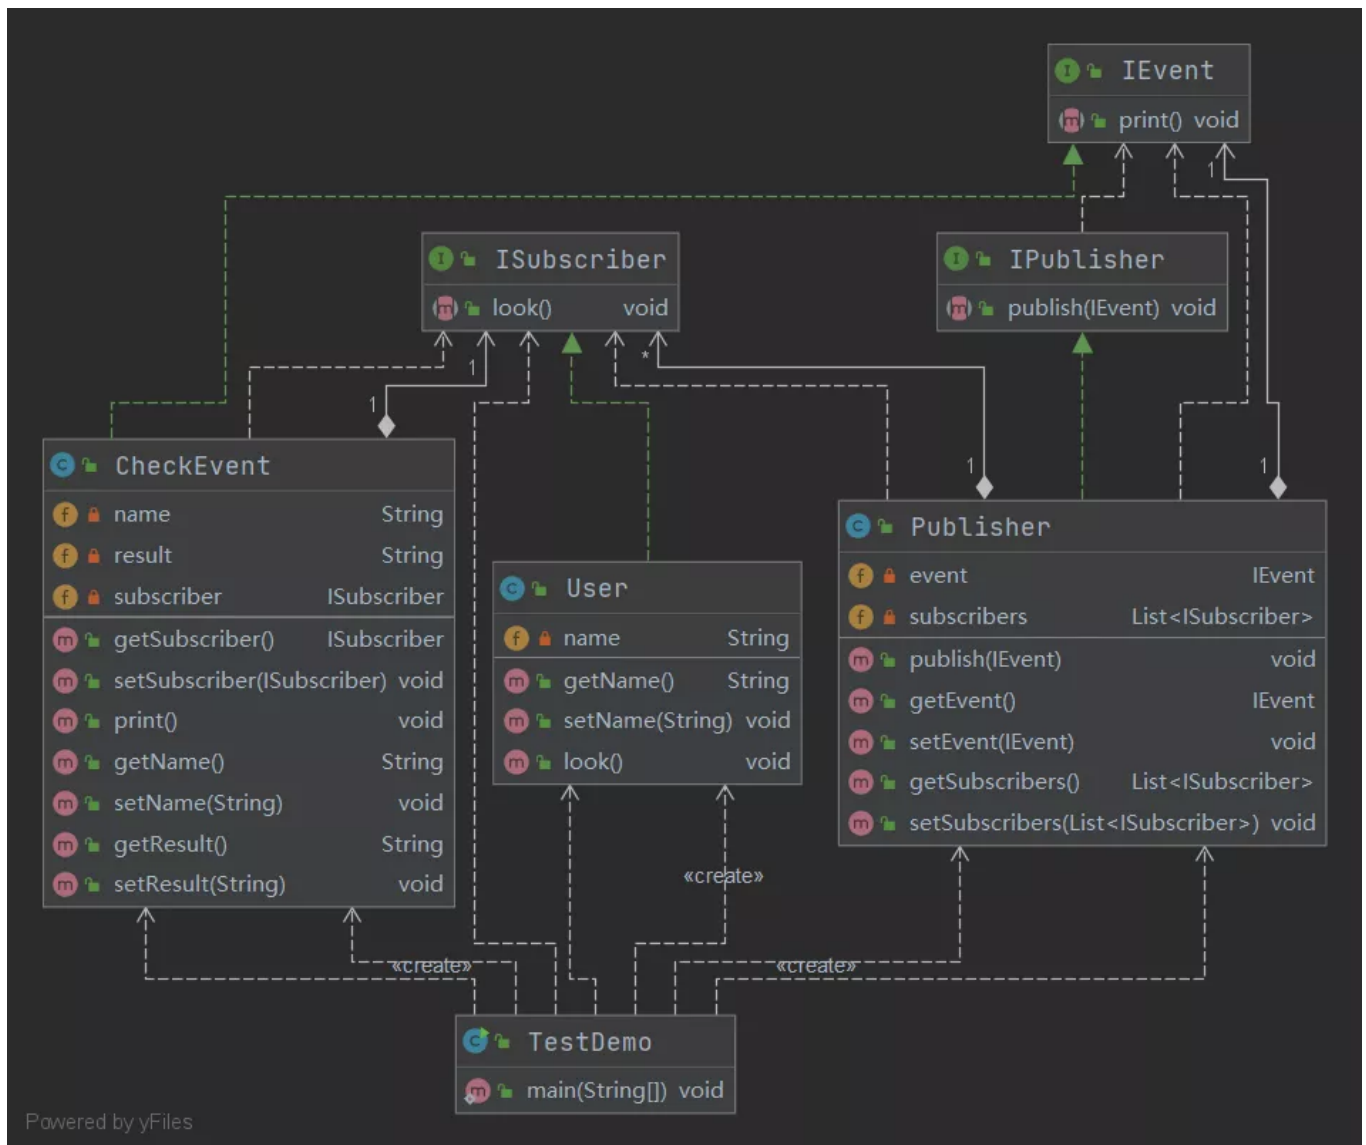 IEvent
print() void
ISubscriber
look() void
IPublisher
publish(IEvent) void
1
1
1
*
1
1
CheckEvent
name String
result String
subscriber ISubscriber
getSubscriber() ISubscriber
setSubscriber(ISubscriber) void
print() void
getName() String
setName(String) void
getResult() String
setResult(String) void
User
name String
getName() String
setName(String) void
look() void
Publisher
event IEvent
subscribers List<ISubscriber>
publish(IEvent) void
getEvent() IEvent
setEvent(IEvent) void
getSubscribers() List<ISubscriber>
setSubscribers(List<ISubscriber>) void
«create»
«create»
«create»
TestDemo
main(String[]) void
Powered by yFiles